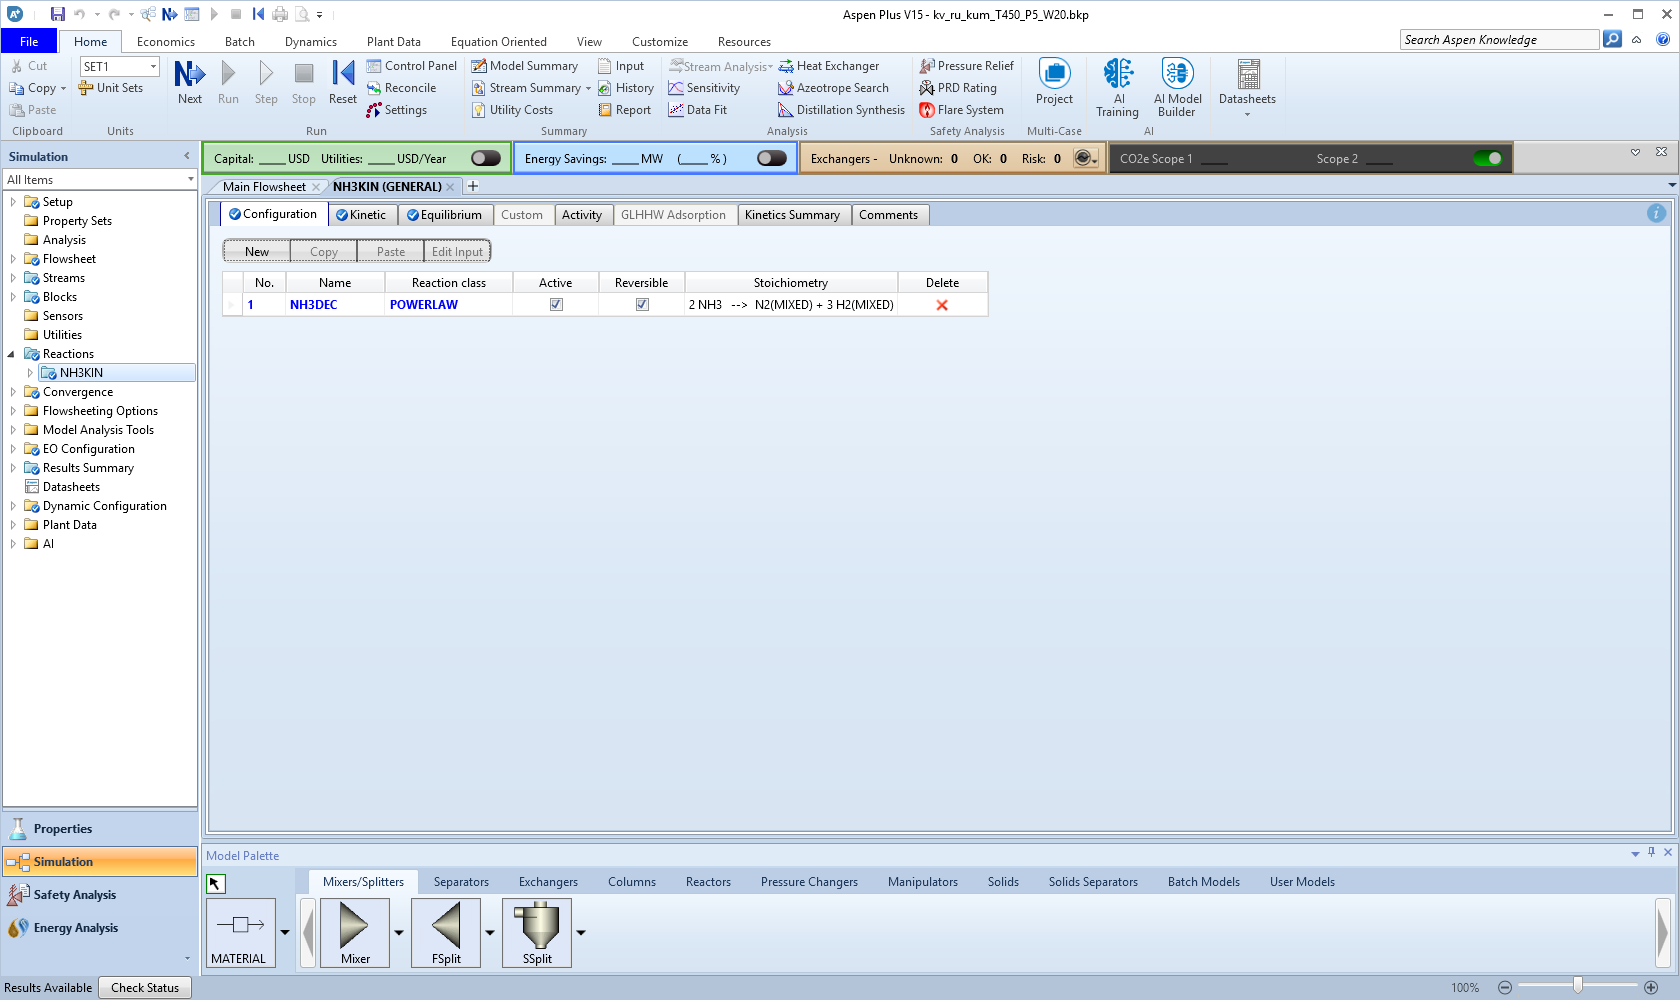 Aspen Plus V15 - kv_ru_kum_T450_P5_W20.bkp
File Home Economics Batch Dynamics Plant Data Equation Oriented View Customize Resources Search Aspen Knowledge
Cut SET1 Control Panel Model Summary Input Stream Analysis Heat Exchanger Pressure Relief
Copy Unit Sets Next Run Step Stop Reset Reconcile Stream Summary History Sensitivity Azeotrope Search PRD Rating Project AI Training AI Model Builder Datasheets
Paste Settings Utility Costs Report Data Fit Distillation Synthesis Flare System
Clipboard Units Run Summary Analysis Safety Analysis Multi-Case AI
Simulation
Capital: ____ USD Utilities: ____ USD/Year Energy Savings: ____ MW (____ %) Exchangers - Unknown: 0 OK: 0 Risk: 0 CO2e Scope 1 ____ Scope 2 ____
All Items
Main Flowsheet NH3KIN (GENERAL)
Setup
Property Sets
Analysis
Flowsheet
Streams
Blocks
Sensors
Utilities
Reactions
NH3KIN
Convergence
Flowsheeting Options
Model Analysis Tools
EO Configuration
Results Summary
Datasheets
Dynamic Configuration
Plant Data
AI
Configuration Kinetic Equilibrium Custom Activity GLHHW Adsorption Kinetics Summary Comments
New Copy Paste Edit Input
No. Name Reaction class Active Reversible Stoichiometry Delete
1 NH3DEC POWERLAW 2 NH3 --> N2(MIXED) + 3 H2(MIXED)
Properties
Simulation
Safety Analysis
Energy Analysis
Model Palette
Mixers/Splitters Separators Exchangers Columns Reactors Pressure Changers Manipulators Solids Solids Separators Batch Models User Models
MATERIAL Mixer FSplit SSplit
Results Available Check Status 100%